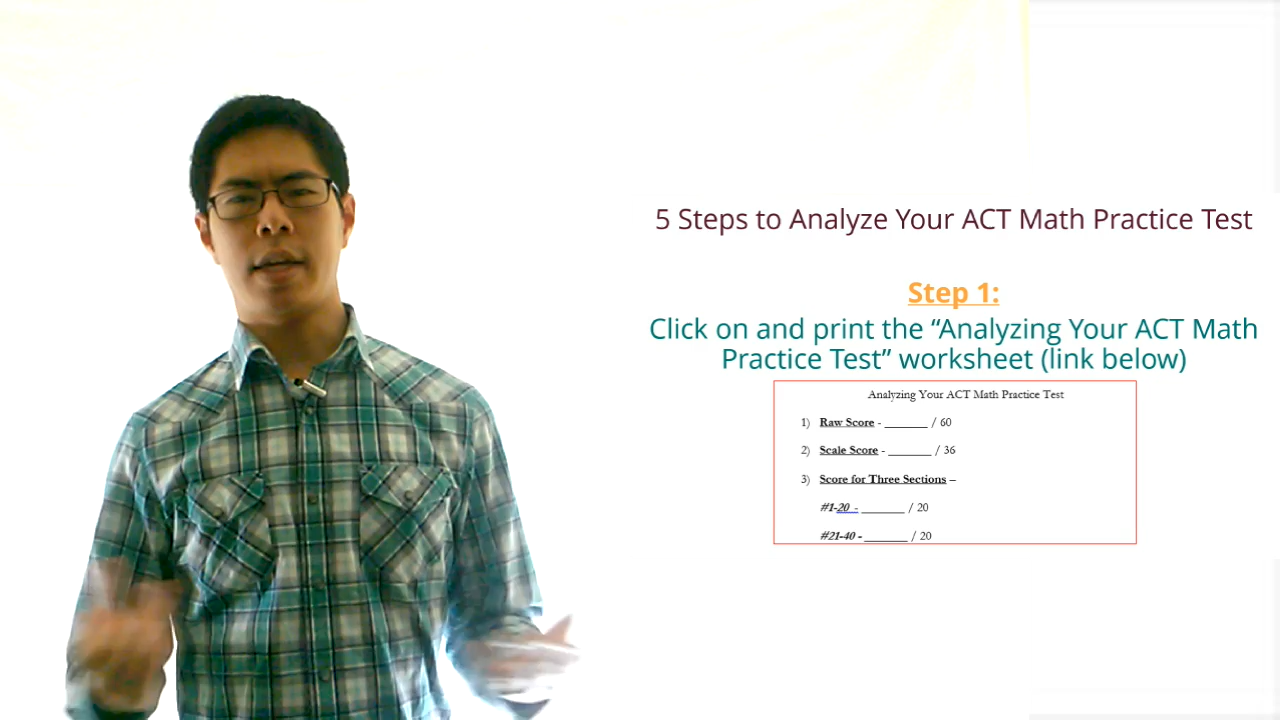 5 Steps to Analyze Your ACT Math Practice Test
Step 1:
Click on and print the “Analyzing Your ACT Math
Practice Test” worksheet (link below)
Analyzing Your ACT Math Practice Test
1) Raw Score - _______ / 60
2) Scale Score - _______ / 36
3) Score for Three Sections –
#1-20 - _______ / 20
#21-40 - _______ / 20